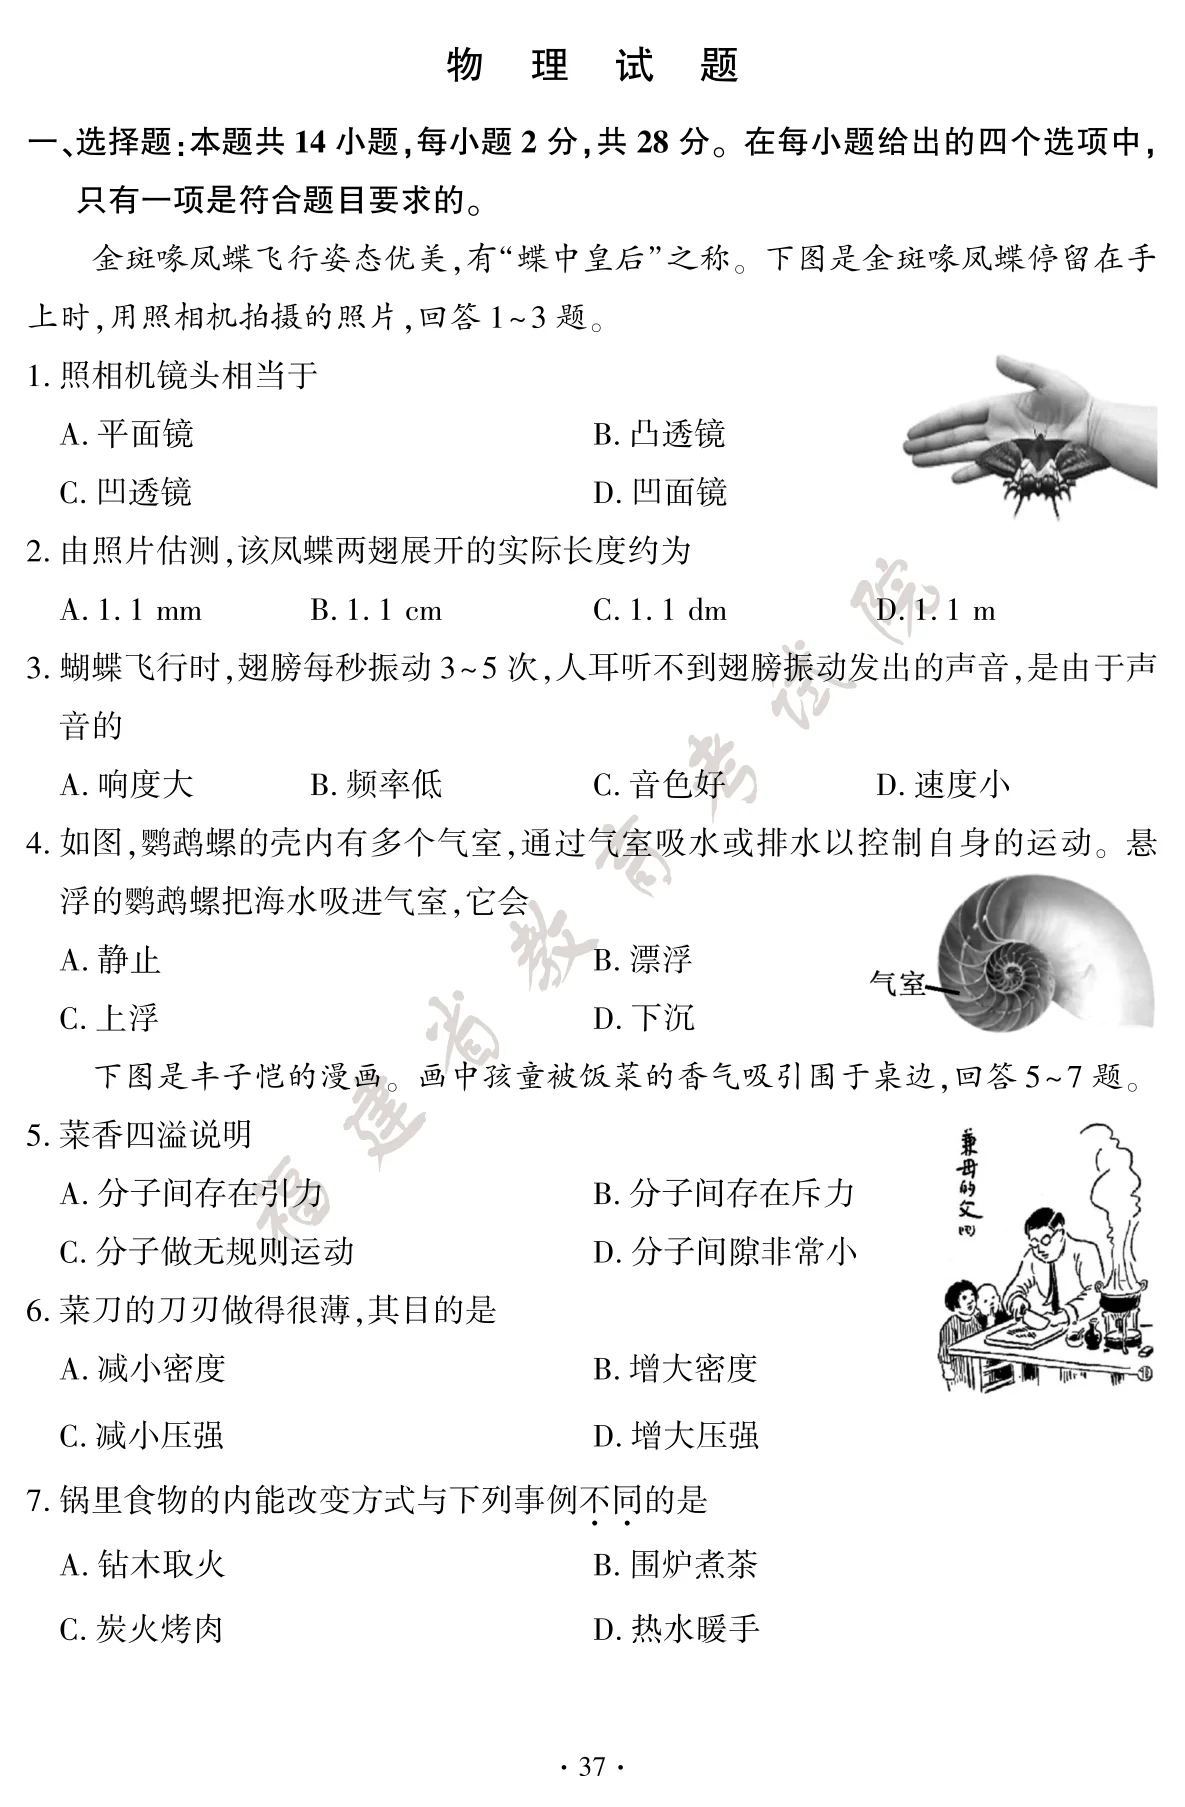 物 理 试 题
一、选择题：本题共 14 小题，每小题 2 分，共 28 分。在每小题给出的四个选项中，
只有一项是符合题目要求的。
金斑喙凤蝶飞行姿态优美，有“蝶中皇后”之称。下图是金斑喙凤蝶停留在手
上时，用照相机拍摄的照片，回答 1~3 题。
1. 照相机镜头相当于
A. 平面镜 B. 凸透镜
C. 凹透镜 D. 凹面镜
2. 由照片估测，该凤蝶两翅展开的实际长度约为
A. 1. 1 mm B. 1. 1 cm C. 1. 1 dm D. 1. 1 m
3. 蝴蝶飞行时，翅膀每秒振动 3~5 次，人耳听不到翅膀振动发出的声音，是由于声
音的
A. 响度大 B. 频率低 C. 音色好 D. 速度小
4. 如图，鹦鹉螺的壳内有多个气室，通过气室吸水或排水以控制自身的运动。悬
浮的鹦鹉螺把海水吸进气室，它会
A. 静止 B. 漂浮
气室
C. 上浮 D. 下沉
下图是丰子恺的漫画。画中孩童被饭菜的香气吸引围于桌边，回答 5~7 题。
5. 菜香四溢说明
A. 分子间存在引力 B. 分子间存在斥力
C. 分子做无规则运动 D. 分子间隙非常小
兼母的父
6. 菜刀的刀刃做得很薄，其目的是
A. 减小密度 B. 增大密度
C. 减小压强 D. 增大压强
7. 锅里食物的内能改变方式与下列事例不同的是
A. 钻木取火 B. 围炉煮茶
C. 炭火烤肉 D. 热水暖手
福建省教育考试院
· 37 ·